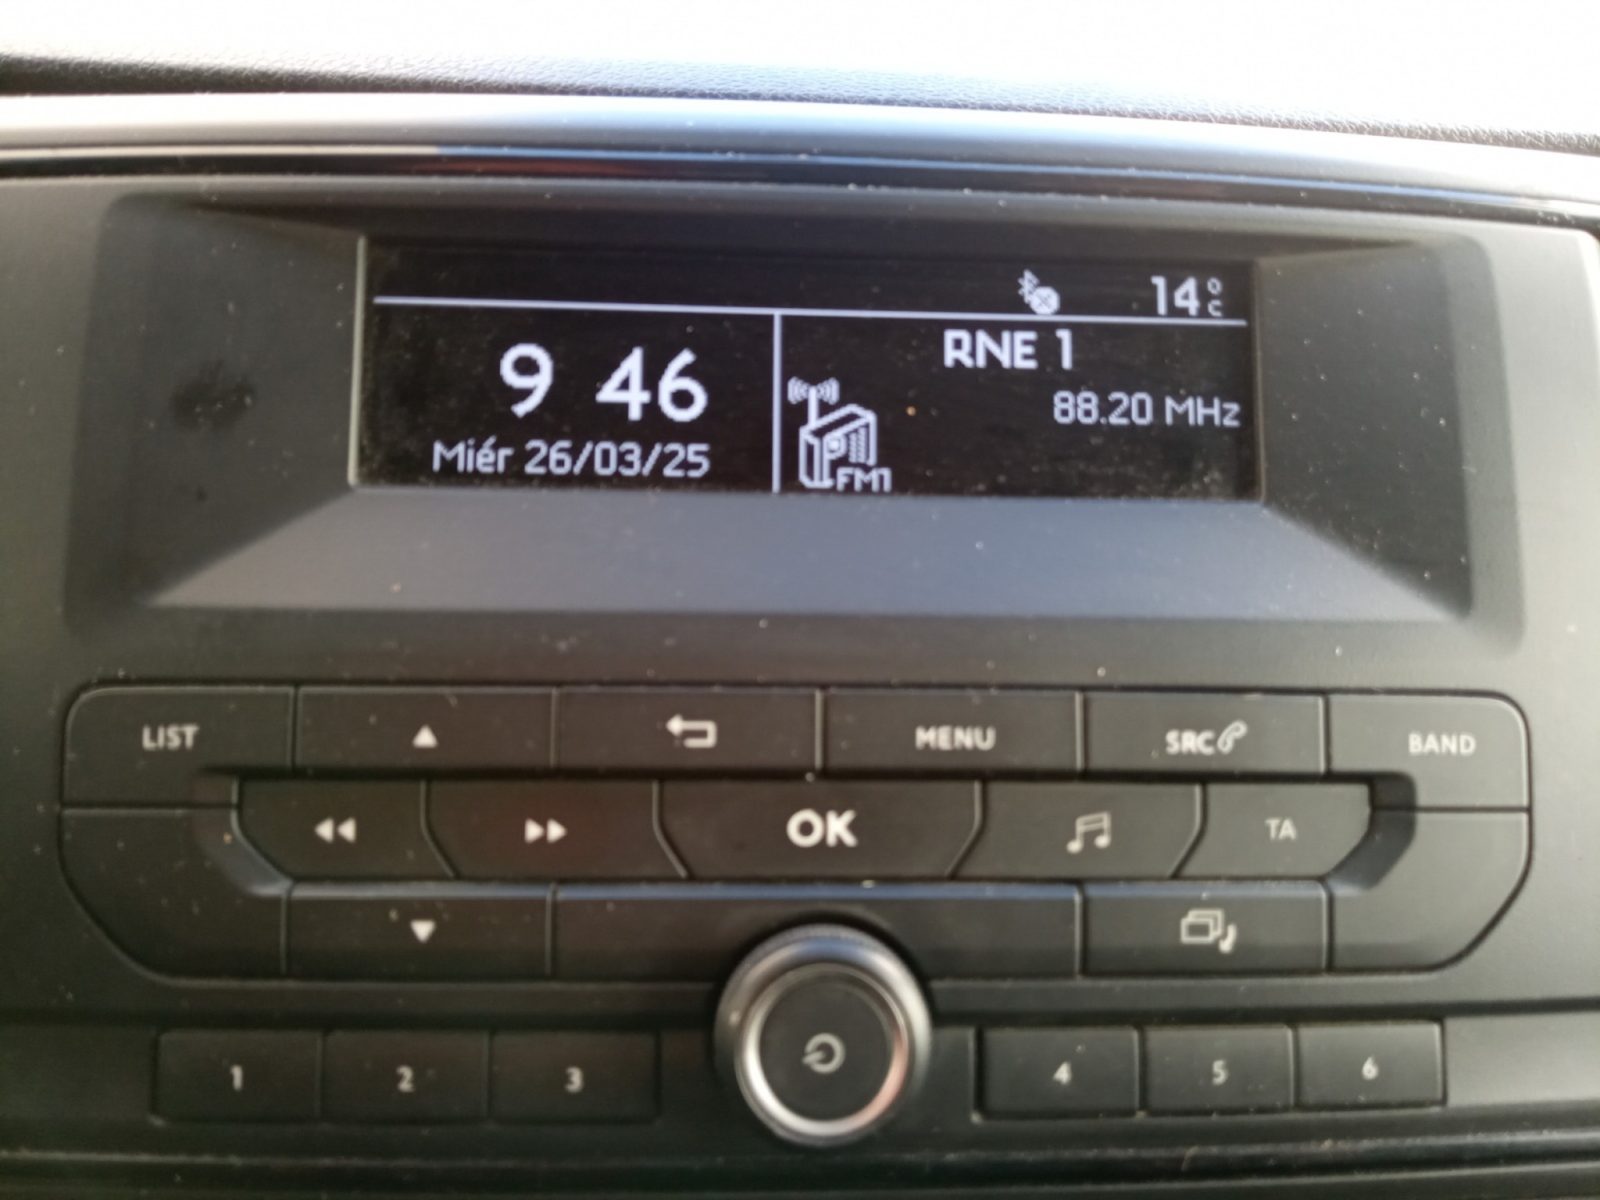 14°C
9 46
Miér 26/03/25
RNE 1
88.20 MHz
FM1
LIST
MENU
SRC
BAND
OK
TA
1
2
3
4
5
6